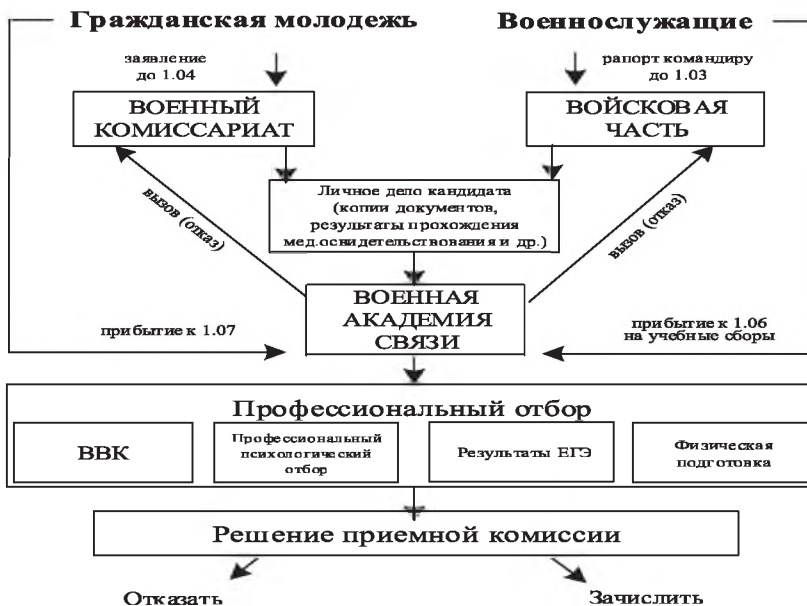 Гражданская молодежь
Военнослужащие
заявление
до 1.04
рапорт командиру
до 1.03
ВОЕННЫЙ
КОМИССАРИАТ
ВОЙСКОВАЯ
ЧАСТЬ
вызов (отказ)
Личное дело кандидата
(копии документов,
результаты прохождения
мед.освидетельствования и др.)
вызов (отказ)
ВОЕННАЯ
АКАДЕМИЯ
СВЯЗИ
прибытие к 1.07
прибытие к 1.06
на учебные сборы
Профессиональный отбор
ВВК
Профессиональный
психологический
отбор
Результаты ЕГЭ
Физическая
подготовка
Решение приемной комиссии
Отказать
Зачислить